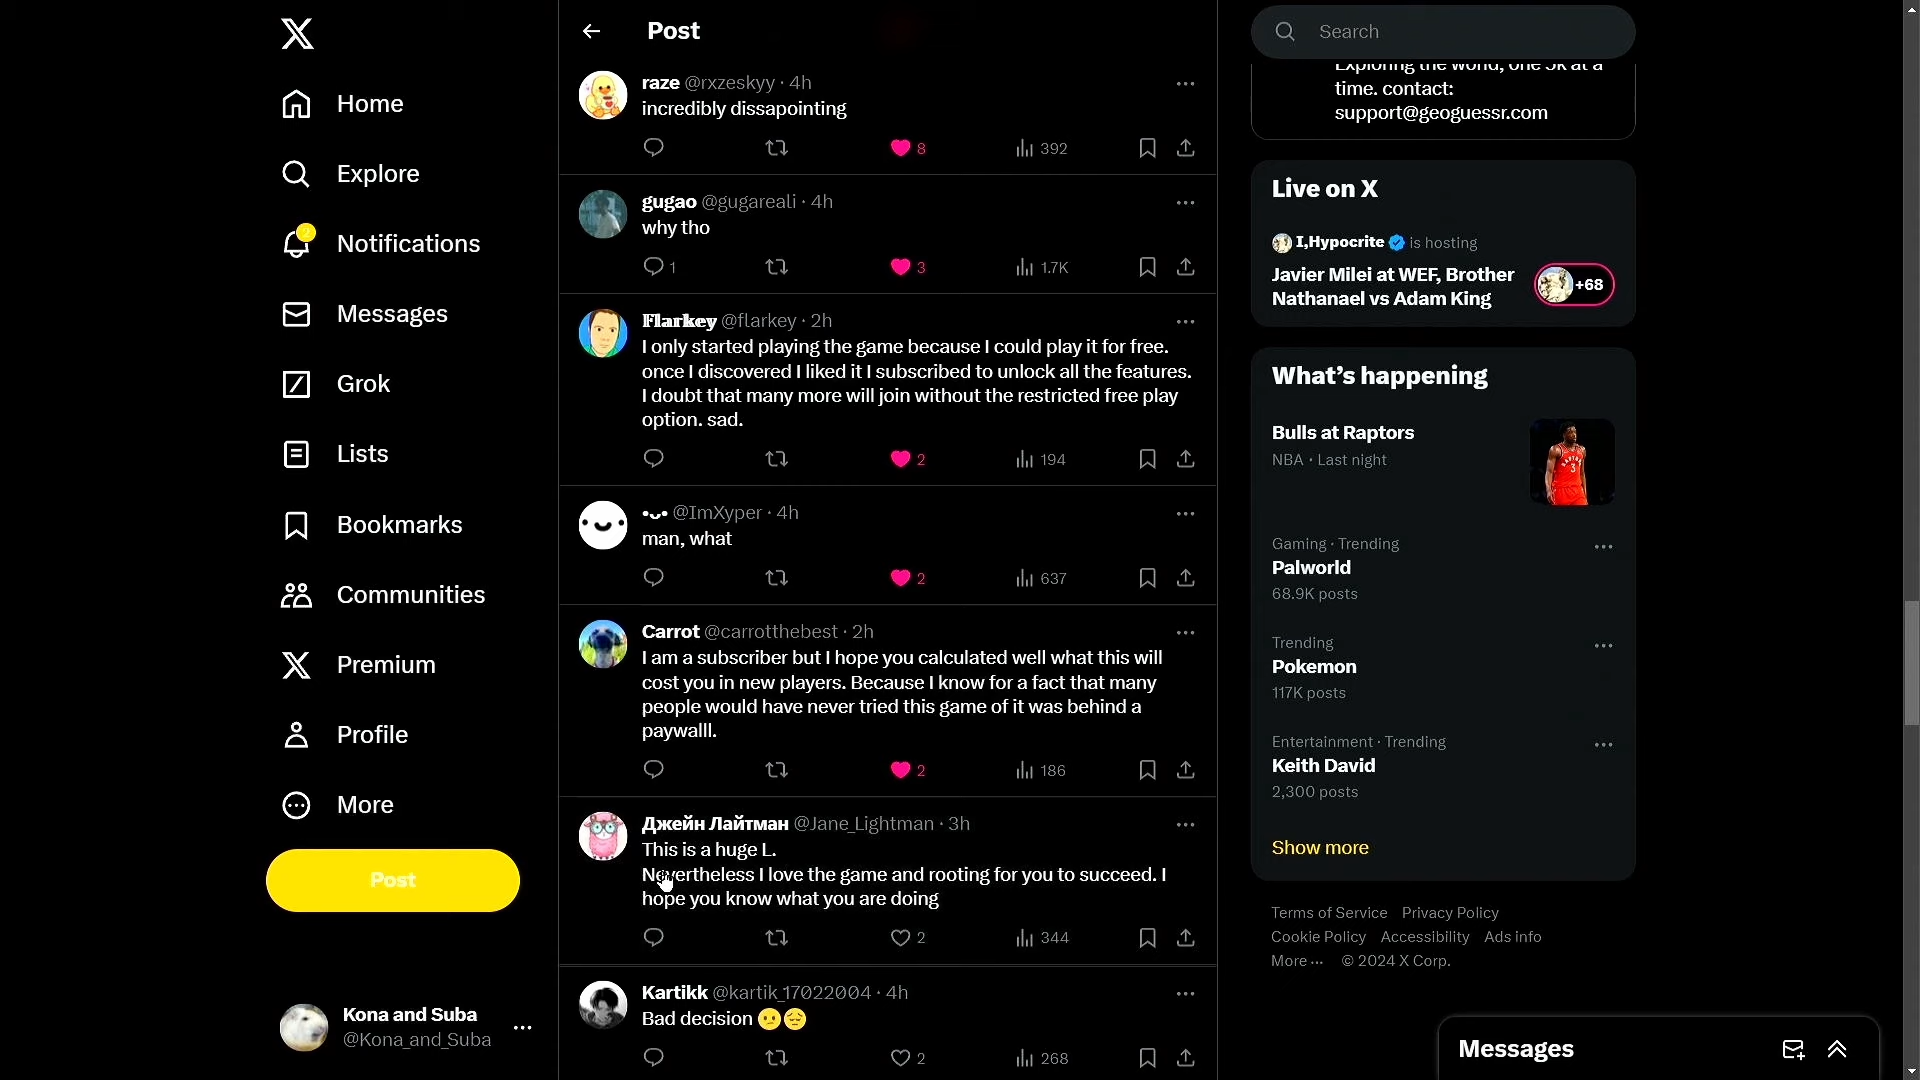 Home
Explore
2
Notifications
Messages
Grok
Lists
Bookmarks
Communities
Premium
Profile
More
Post
Kona and Suba
@Kona_and_Suba
Post
raze @rxzeskyy · 4h
incredibly dissapointing
8 392
gugao @gugareali · 4h
why tho
1 3 1.7K
Flarkey @flarkey · 2h
I only started playing the game because I could play it for free.
once I discovered I liked it I subscribed to unlock all the features.
I doubt that many more will join without the restricted free play
option. sad.
2 194
•ᴗ• @ImXyper · 4h
man, what
2 637
Carrot @carrotthebest · 2h
I am a subscriber but I hope you calculated well what this will
cost you in new players. Because I know for a fact that many
people would have never tried this game of it was behind a
paywalll.
2 186
Джейн Лайтман @Jane_Lightman · 3h
This is a huge L.
Nevertheless I love the game and rooting for you to succeed. I
hope you know what you are doing
2 344
Kartikk @kartik_17022004 · 4h
Bad decision 😕😔
2 268
Search
Exploring the world, one 5k at a
time. contact:
support@geoguessr.com
Live on X
I,Hypocrite is hosting
Javier Milei at WEF, Brother
Nathanael vs Adam King
+68
What's happening
Bulls at Raptors
NBA · Last night
Gaming · Trending
Palworld
68.9K posts
Trending
Pokemon
117K posts
Entertainment · Trending
Keith David
2,300 posts
Show more
Terms of Service Privacy Policy
Cookie Policy Accessibility Ads info
More ··· © 2024 X Corp.
Messages